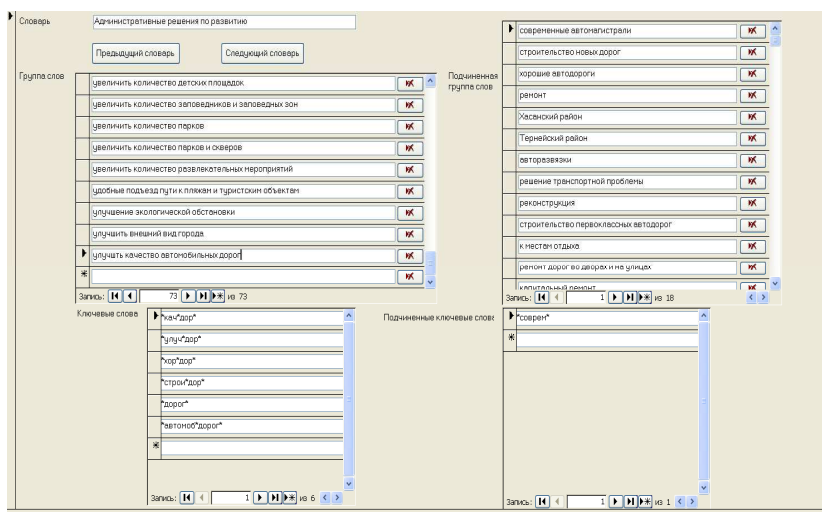 Словарь
Административные решения по развитию
Предыдущий словарь
Следующий словарь
Группа слов
увеличить количество детских площадок
увеличить количество заповедников и заповедных зон
увеличить количество парков
увеличить количество парков и скверов
увеличить количество развлекательных мероприятий
удобные подъезд пути к пляжам и туристским объектам
улучшение экологической обстановки
улучшить внешний вид города
улучшть качество автомобильных дорог
Запись: 73 из 73
Подчиненная
группа слов
современные автомагистрали
строительство новых дорог
хорошие автодороги
ремонт
Хасанский район
Тернейский район
авторазвязки
решение транспортной проблемы
реконструкция
строительство первоклассных автодорог
к местам отдыха
ремонт дорог во дворах и на улицах
капитальный ремонт
Запись: 1 из 18
Ключевые слова
*кач*дор*
*улуч*дор*
*хор*дор*
*строи*дор*
*дорог*
*автомоб*дорог*
Запись: 1 из 6
Подчиненные ключевые слова
*соврем*
Запись: 1 из 1